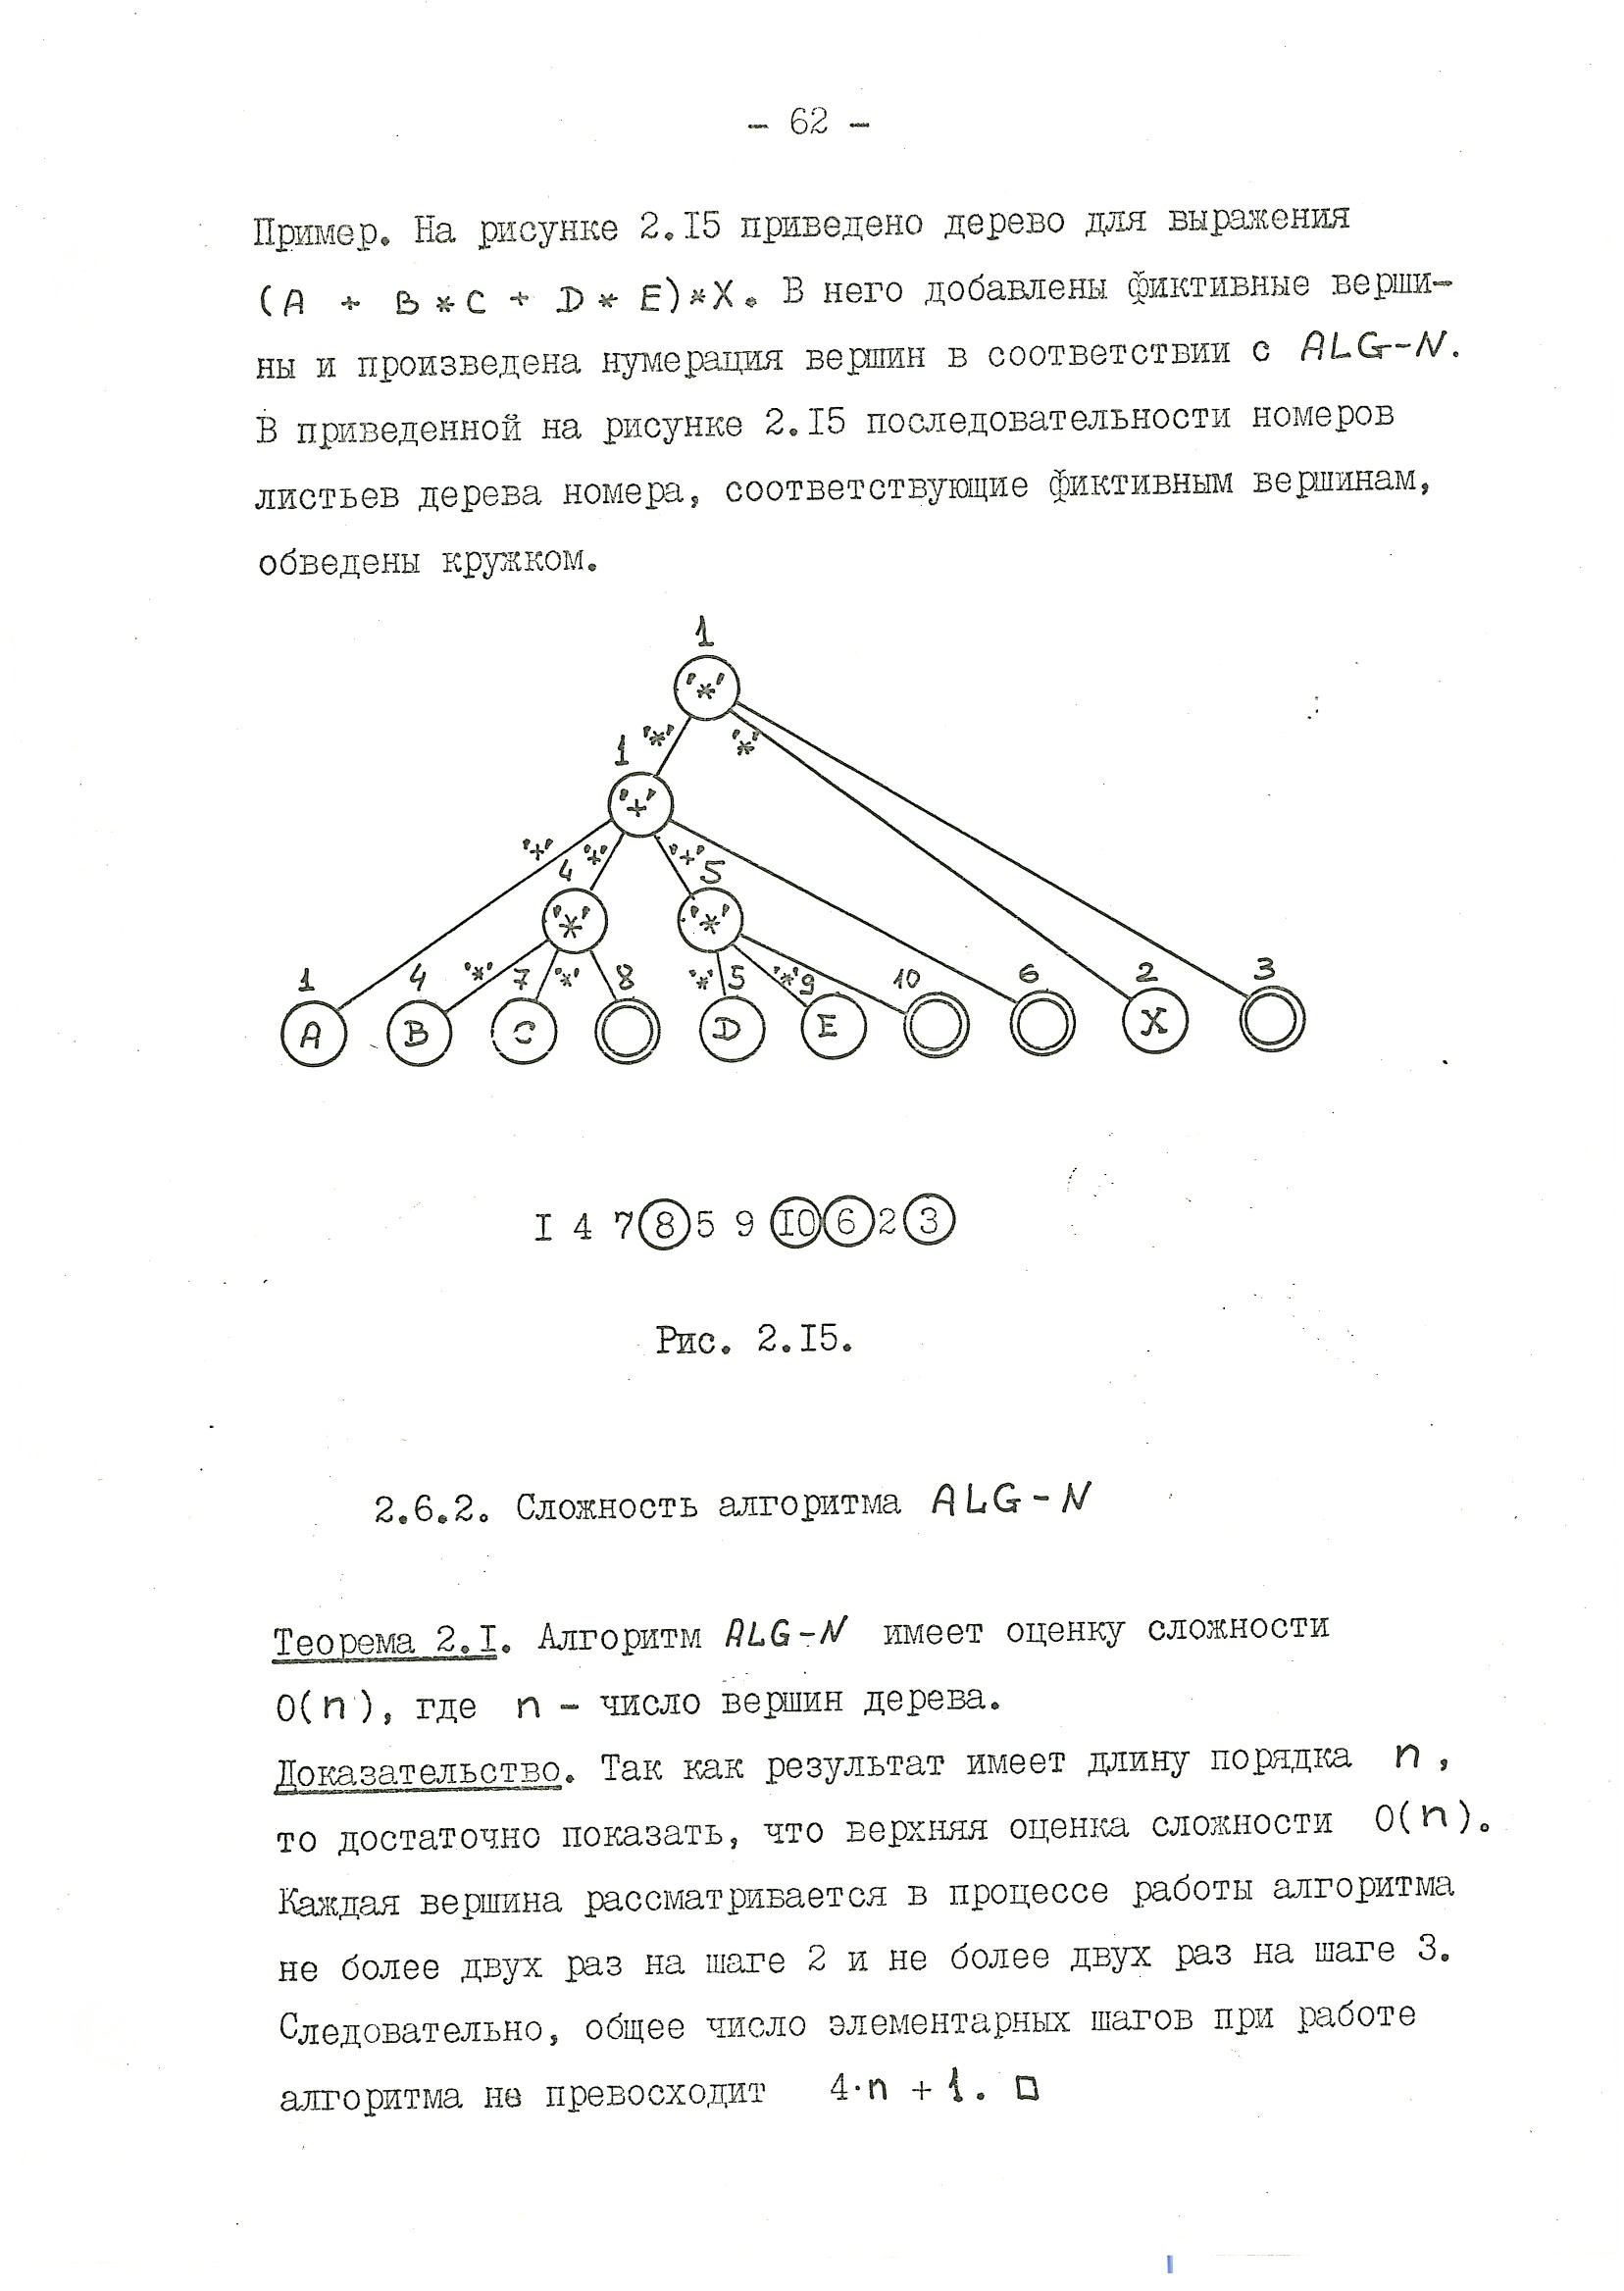 - 62 -
Пример. На рисунке 2.I5 приведено дерево для выражения
(A + B * C + D * E) * X. В него добавлены фиктивные верши-
ны и произведена нумерация вершин в соответствии с ALG-N.
В приведенной на рисунке 2.I5 последовательности номеров
листьев дерева номера, соответствующие фиктивным вершинам,
обведены кружком.
1
'*'
1 '*' '*'
'+'
'+' '+' '+'
4 5
'*' '*'
1 4 '*' 7 '*' 8 '*' 5 '*' 9 10 6 2 3
A B C D E X
I 4 7 8 5 9 I0 6 2 3
Рис. 2.I5.
2.6.2. Сложность алгоритма ALG-N
Теорема 2.I. Алгоритм ALG-N имеет оценку сложности
O(n), где n - число вершин дерева.
Доказательство. Так как результат имеет длину порядка n,
то достаточно показать, что верхняя оценка сложности O(n).
Каждая вершина рассматривается в процессе работы алгоритма
не более двух раз на шаге 2 и не более двух раз на шаге 3.
Следовательно, общее число элементарных шагов при работе
алгоритма не превосходит 4·n + 1. □